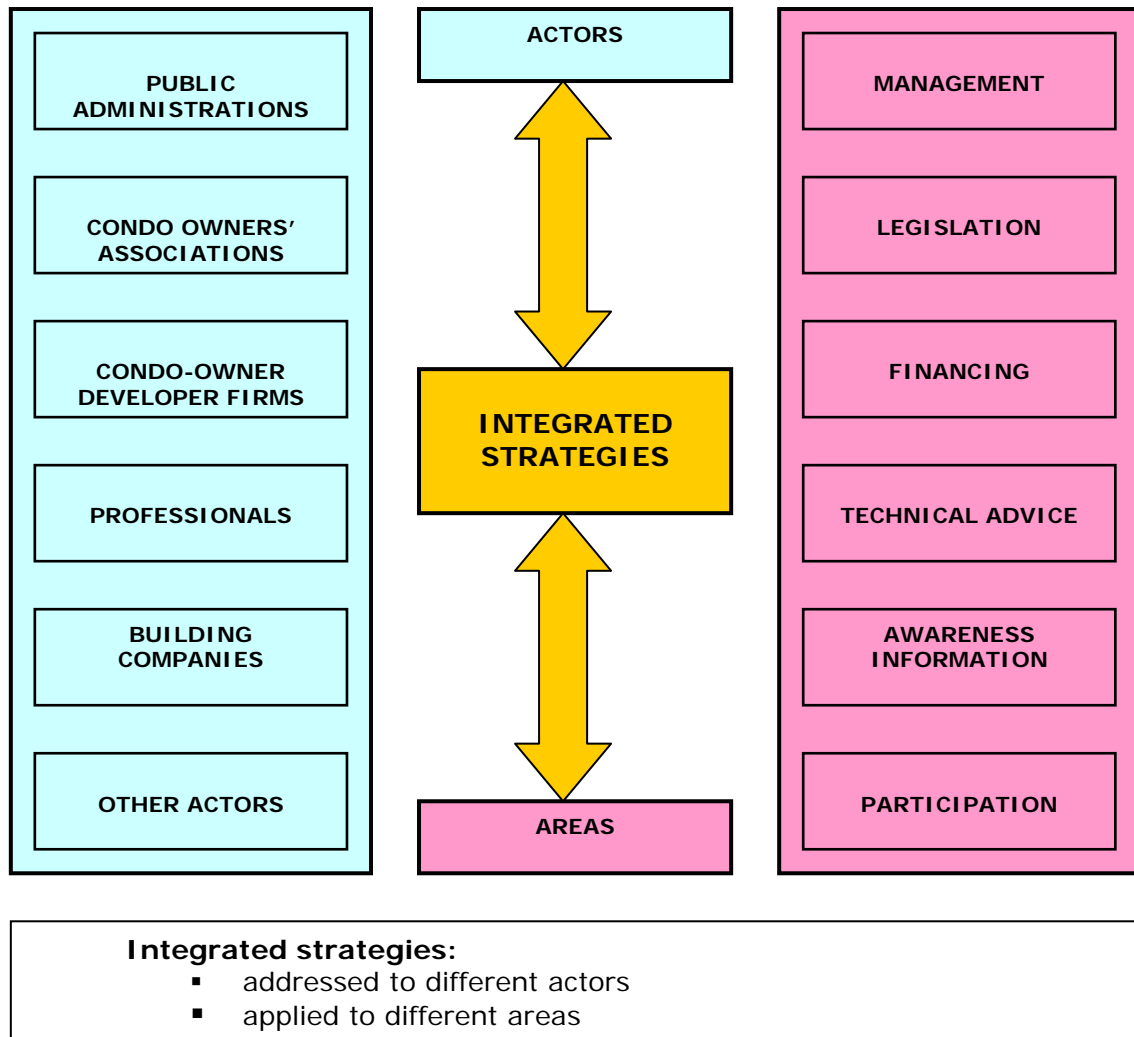 PUBLIC
ADMINISTRATIONS
CONDO OWNERS'
ASSOCIATIONS
CONDO-OWNER
DEVELOPER FIRMS
PROFESSIONALS
BUILDING
COMPANIES
OTHER ACTORS
ACTORS
INTEGRATED
STRATEGIES
AREAS
MANAGEMENT
LEGISLATION
FINANCING
TECHNICAL ADVICE
AWARENESS
INFORMATION
PARTICIPATION
Integrated strategies:
▪ addressed to different actors
▪ applied to different areas